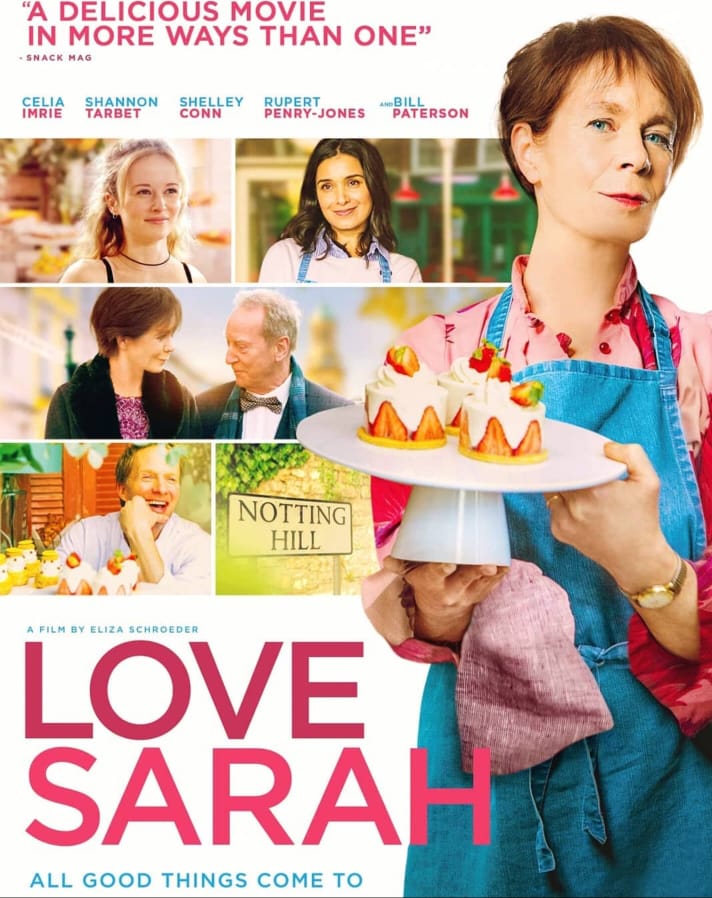 “A DELICIOUS MOVIE
IN MORE WAYS THAN ONE”
- SNACK MAG
CELIA IMRIE
SHANNON TARBET
SHELLEY CONN
RUPERT PENRY-JONES
AND BILL PATERSON
NOTTING
HILL
A FILM BY ELIZA SCHROEDER
LOVE
SARAH
ALL GOOD THINGS COME TO